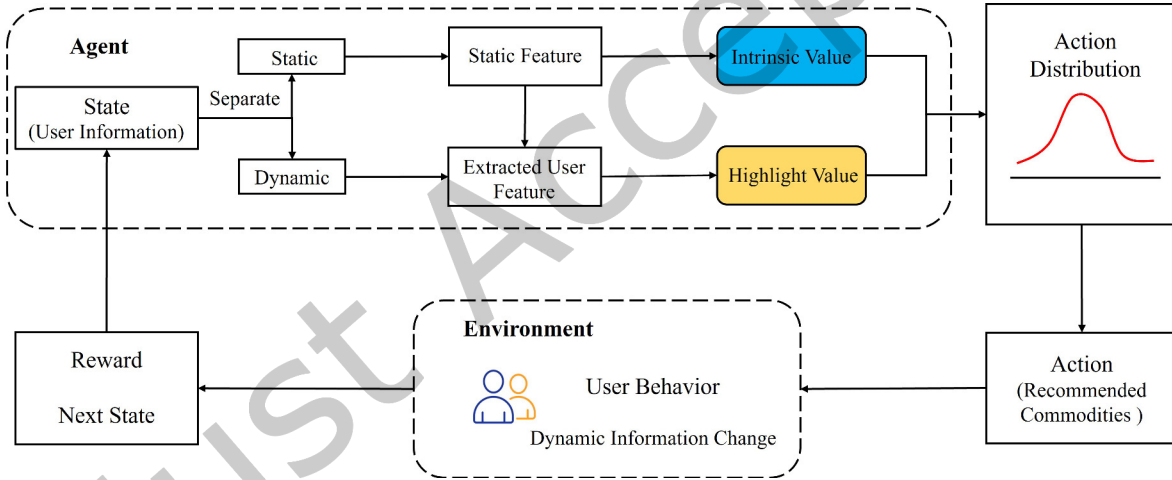 Agent
State
(User Information)
Separate
Static
Dynamic
Static Feature
Extracted User
Feature
Intrinsic Value
Highlight Value
Action
Distribution
Action
(Recommended
Commodities )
Environment
User Behavior
Dynamic Information Change
Reward
Next State
Just Accep